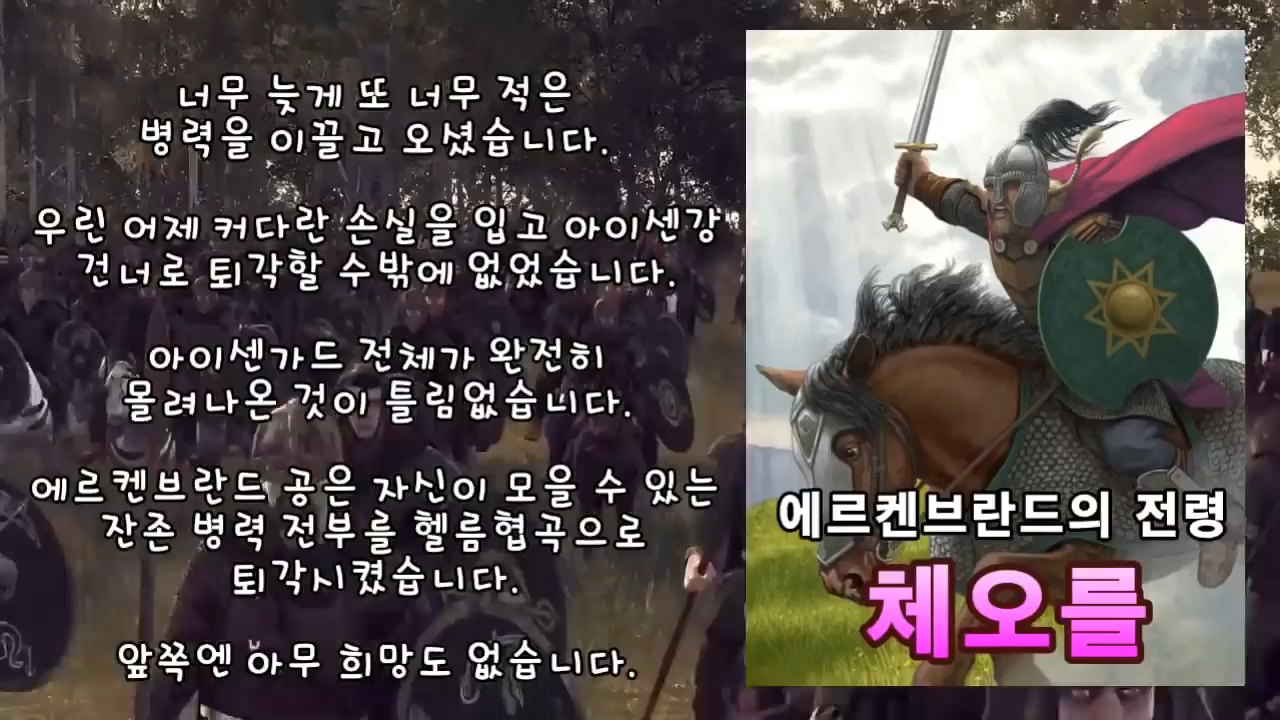 너무 늦게 또 너무 적은
병력을 이끌고 오셨습니다.
우린 어제 커다란 손실을 입고 아이센강
건너로 퇴각할 수밖에 없었습니다.
아이센가드 전체가 완전히
몰려나온 것이 틀림없습니다.
에르켄브란드 공은 자신이 모을 수 있는
잔존 병력 전부를 헬름협곡으로
퇴각시켰습니다.
앞쪽엔 아무 희망도 없습니다.
에르켄브란드의 전령
체오를